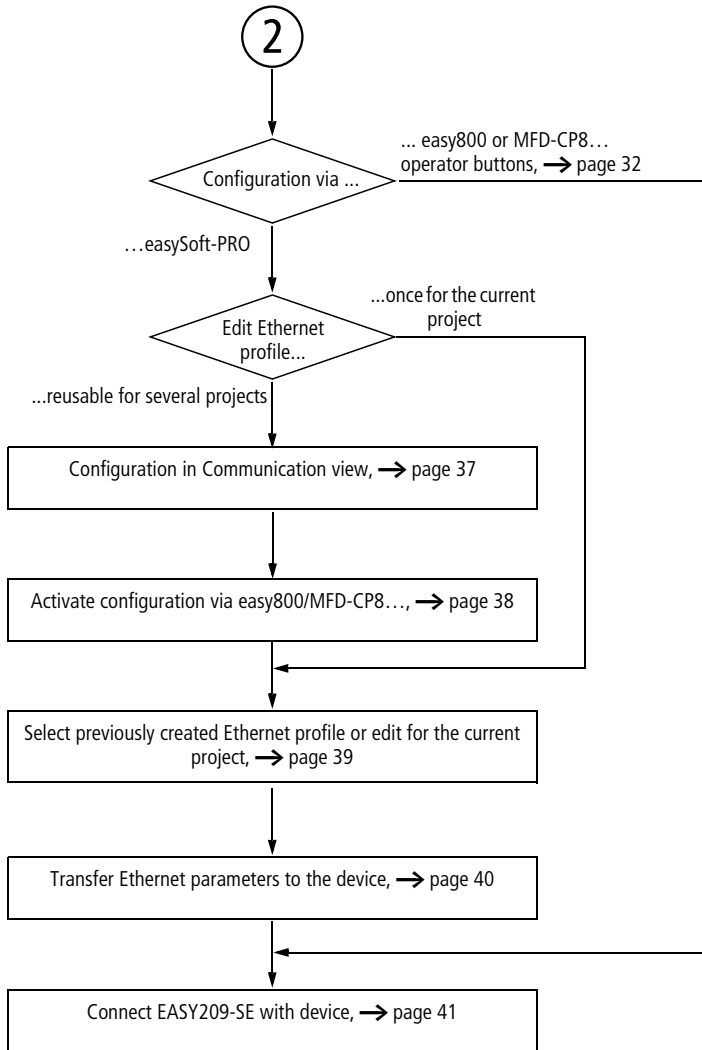 2
Configuration via ...
... easy800 or MFD-CP8…
operator buttons, → page 32
…easySoft-PRO
Edit Ethernet
profile...
...once for the current
project
...reusable for several projects
Configuration in Communication view, → page 37
Activate configuration via easy800/MFD-CP8…, → page 38
Select previously created Ethernet profile or edit for the current
project, → page 39
Transfer Ethernet parameters to the device, → page 40
Connect EASY209-SE with device, → page 41